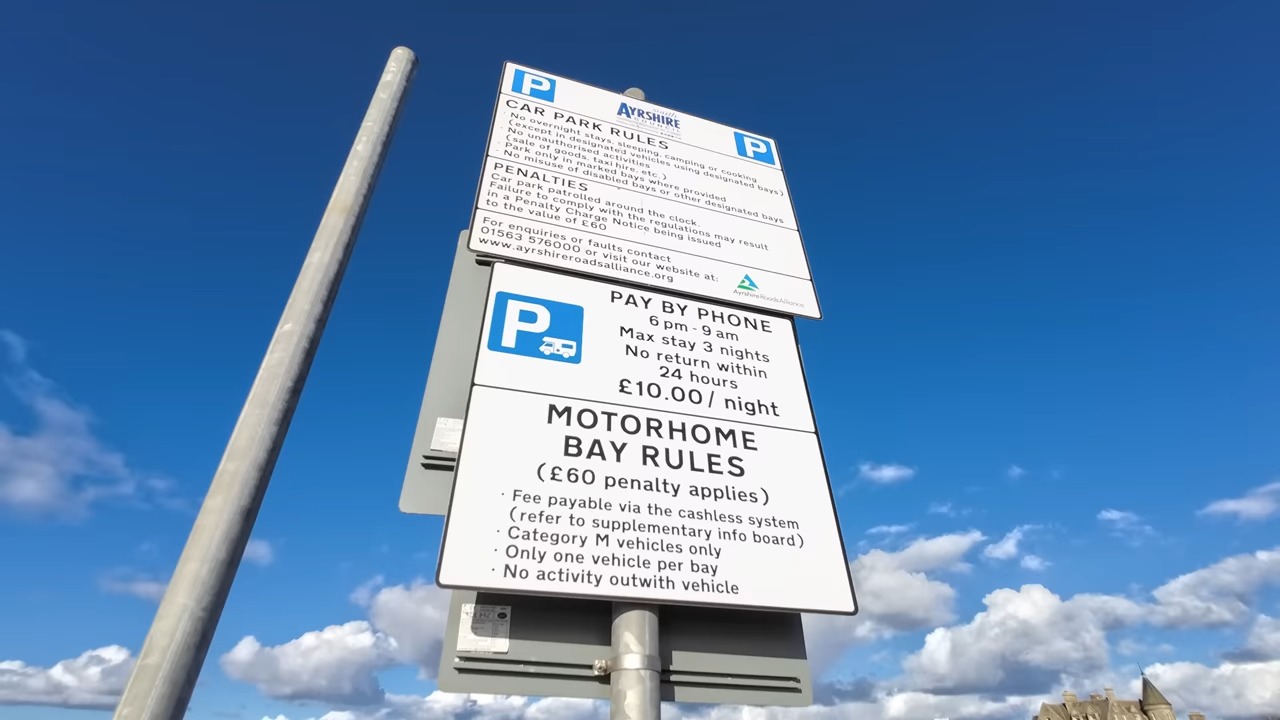 P
AYRSHIRE
COUNCIL
P
CAR PARK RULES
· No overnight stays, sleeping, camping or cooking
(except in designated vehicles using designated bays)
· No unauthorised activities
(sale of goods, taxi hire, etc.)
· Park only in marked bays where provided
· No misuse of disabled bays or other designated bays
PENALTIES
Car park patrolled around the clock.
Failure to comply with the regulations may result
in a Penalty Charge Notice being issued
to the value of £60
For enquiries or faults contact
01563 576000 or visit our website at:
www.ayrshireroadsalliance.org
AyrshireRoadsAlliance
P
PAY BY PHONE
6 pm - 9 am
Max stay 3 nights
No return within
24 hours
£10.00 / night
MOTORHOME
BAY RULES
(£60 penalty applies)
· Fee payable via the cashless system
(refer to supplementary info board)
· Category M vehicles only
· Only one vehicle per bay
· No activity outwith vehicle